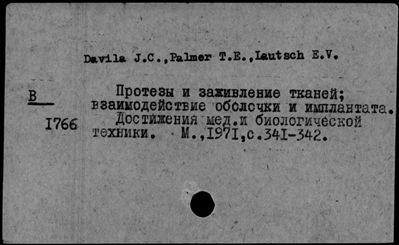 Davila J.C.,Palmer T.E.,Lautsch E.V.
Протезы и заживление тканей;
В взаимодействие оболочки и имплантата.
1766 Достижения мед.и биологической
техники. М.,1971,с.341-342.